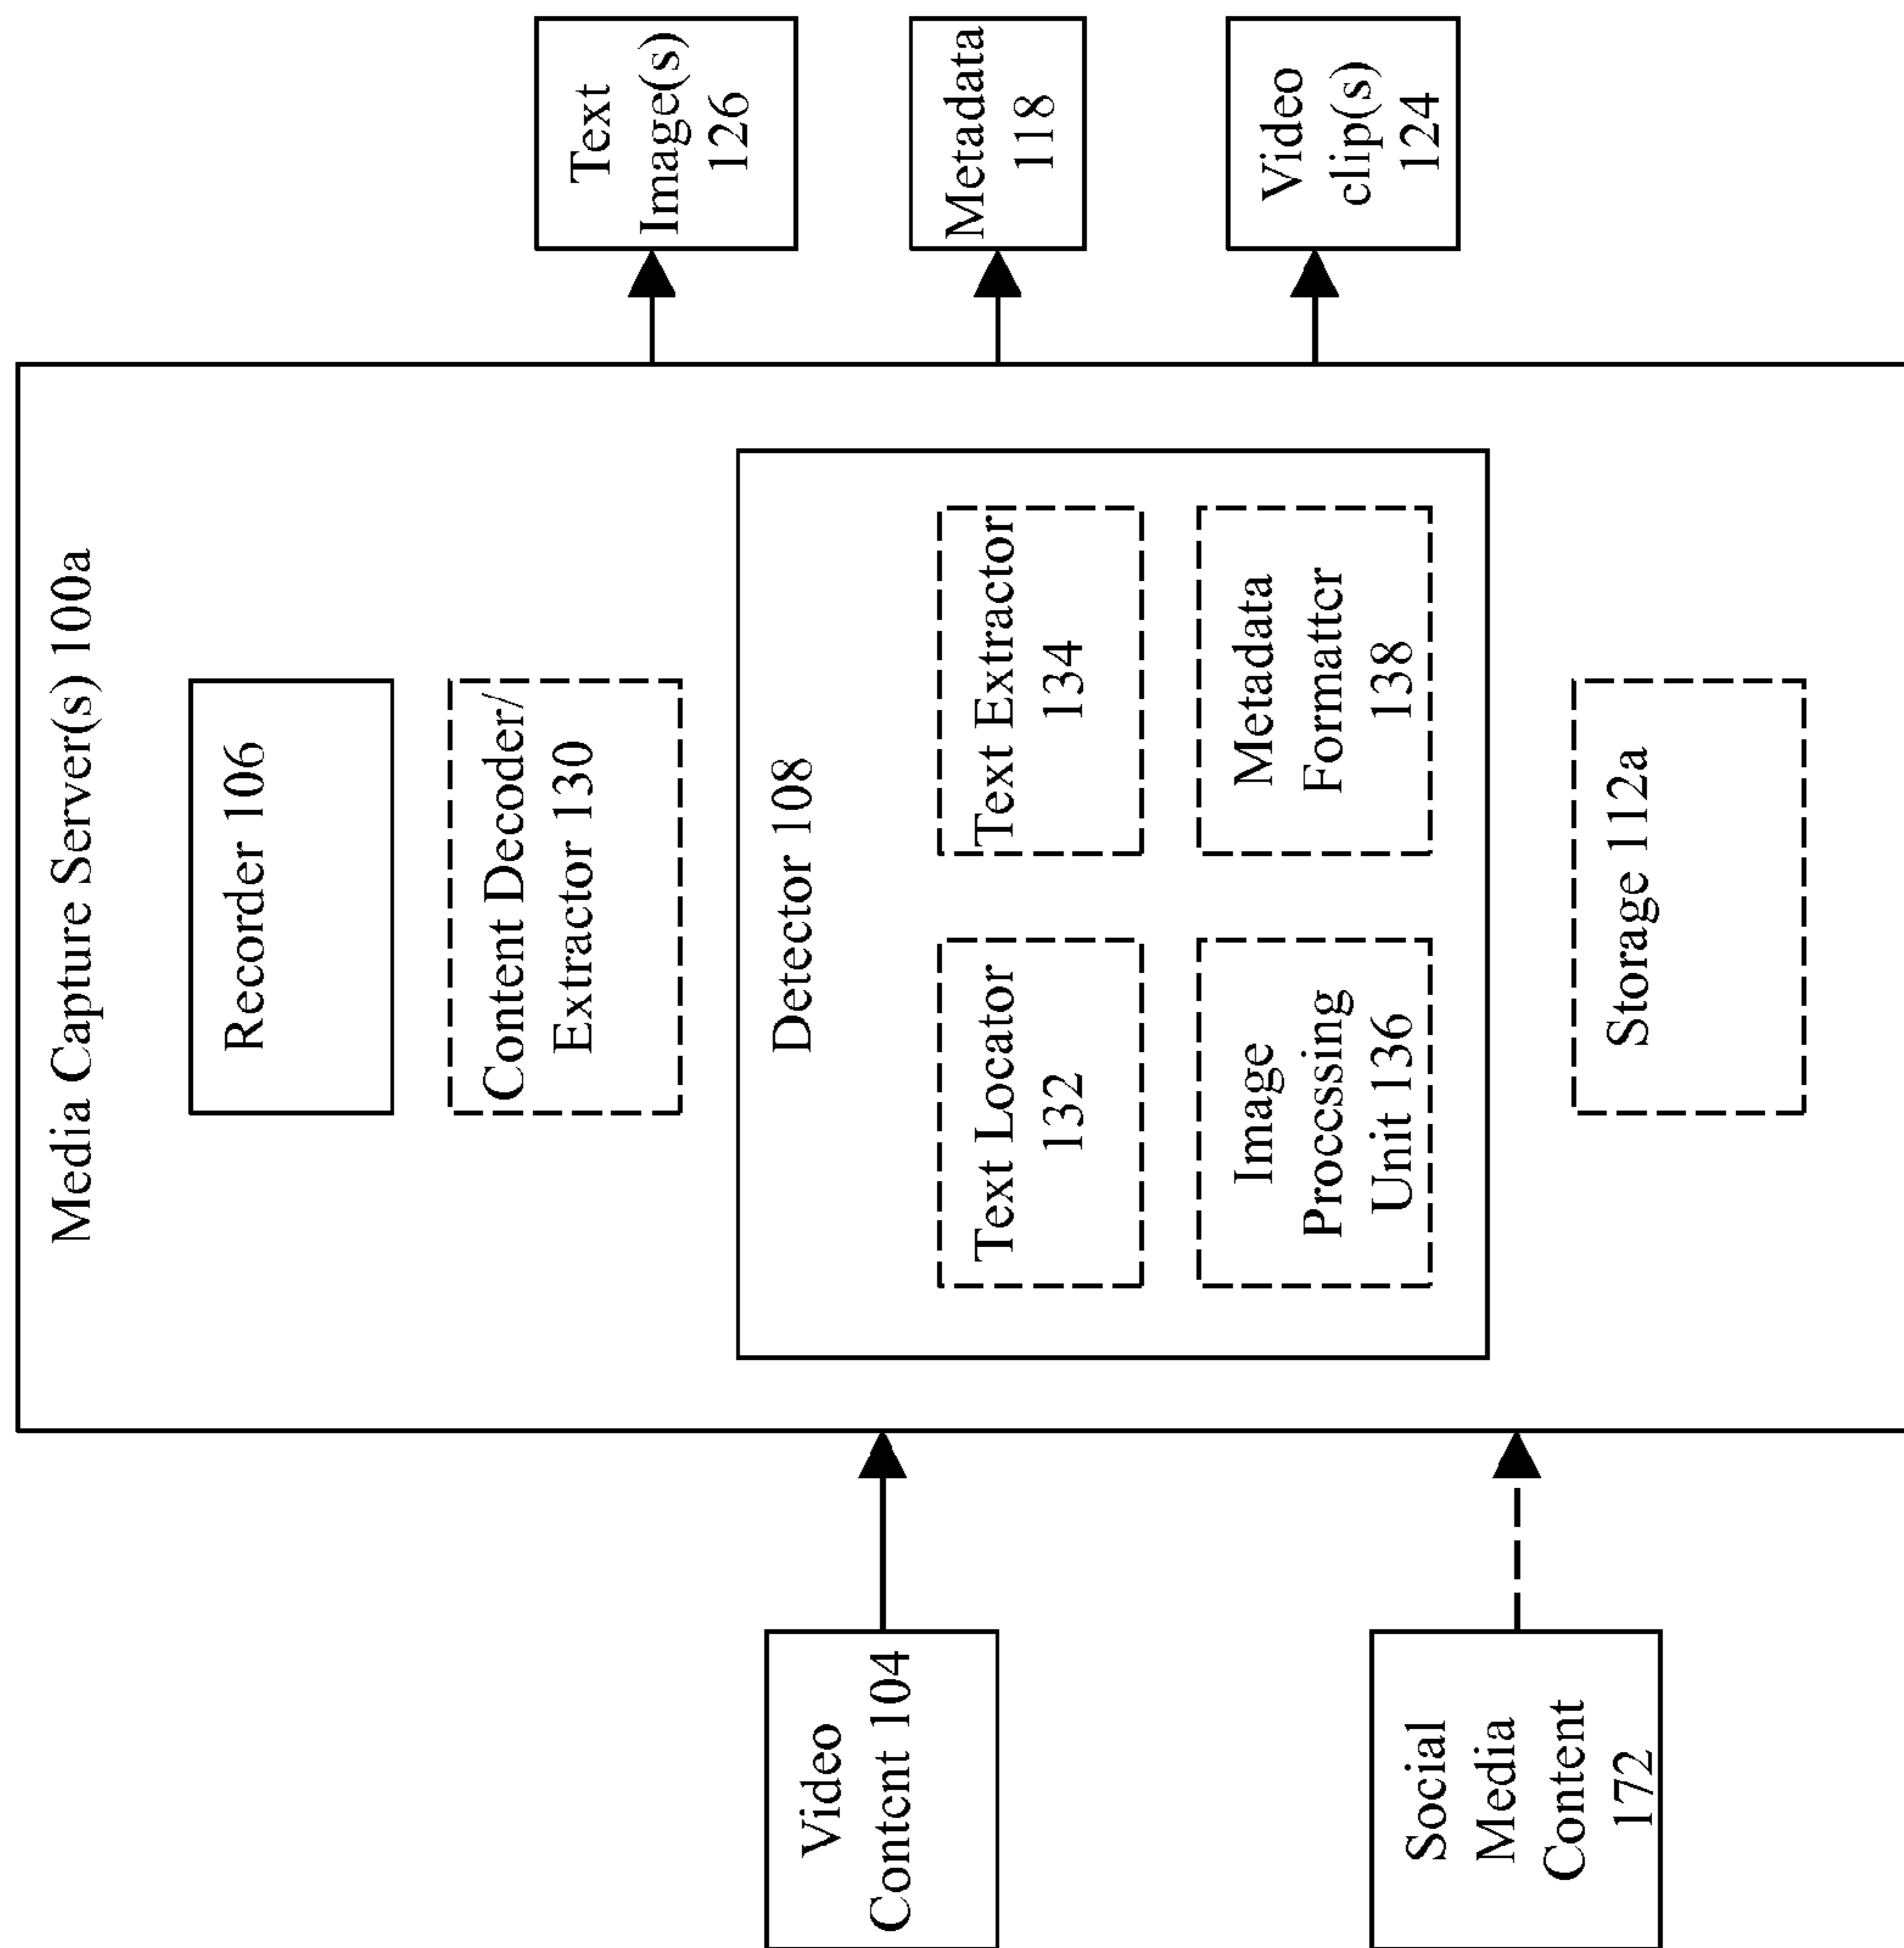 Media Capture Server(s) 100a
Recorder 106
Content Decoder/
Extractor 130
Detector 108
Text Locator
132
Text Extractor
134
Image
Processing
Unit 136
Metadata
Formatter
138
Storage 112a
Video
Content 104
Social
Media
Content
172
Text
Image(s)
126
Metadata
118
Video
clip(s)
124